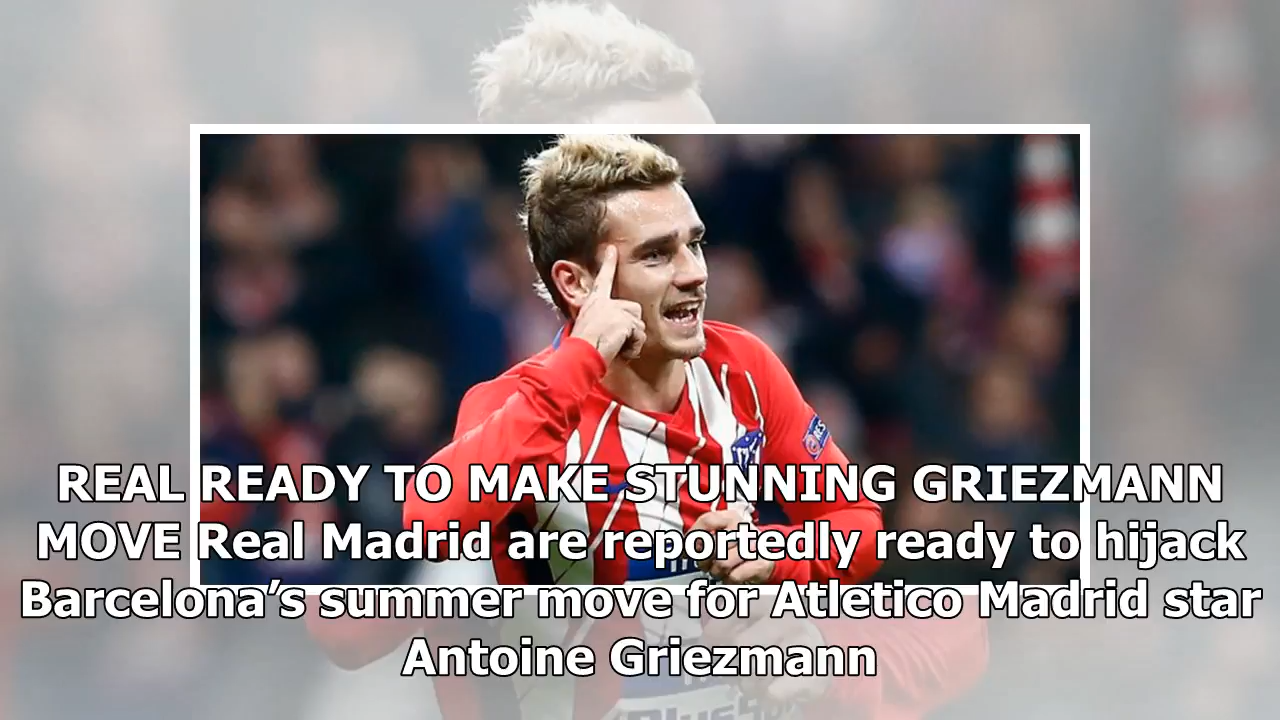 REAL READY TO MAKE STUNNING GRIEZMANN
MOVE Real Madrid are reportedly ready to hijack
Barcelona’s summer move for Atletico Madrid star
Antoine Griezmann